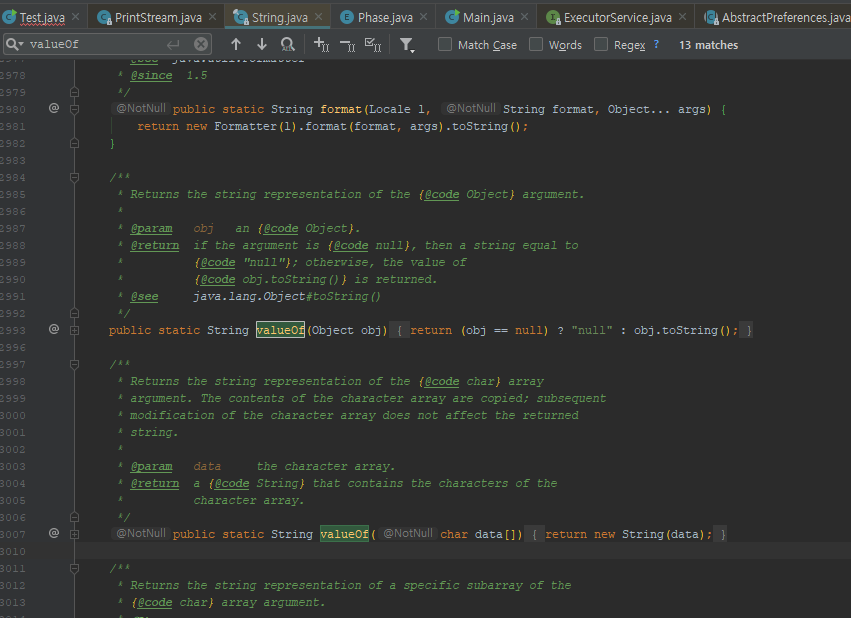 Test.java PrintStream.java String.java Phase.java Main.java ExecutorService.java AbstractPreferences.java
valueOf Match Case Words Regex ? 13 matches
2978 * @since 1.5
2979 */
2980 @ @NotNull public static String format(Locale l, @NotNull String format, Object... args) {
2981 return new Formatter(l).format(format, args).toString();
2982 }
2983
2984 /**
2985 * Returns the string representation of the {@code Object} argument.
2986 *
2987 * @param obj an {@code Object}.
2988 * @return if the argument is {@code null}, then a string equal to
2989 * {@code "null"}; otherwise, the value of
2990 * {@code obj.toString()} is returned.
2991 * @see java.lang.Object#toString()
2992 */
2993 @ public static String valueOf(Object obj) { return (obj == null) ? "null" : obj.toString(); }
2996
2997 /**
2998 * Returns the string representation of the {@code char} array
2999 * argument. The contents of the character array are copied; subsequent
3000 * modification of the character array does not affect the returned
3001 * string.
3002 *
3003 * @param data the character array.
3004 * @return a {@code String} that contains the characters of the
3005 * character array.
3006 */
3007 @ @NotNull public static String valueOf( @NotNull char data[]) { return new String(data); }
3010
3011 /**
3012 * Returns the string representation of a specific subarray of the
3013 * {@code char} array argument.